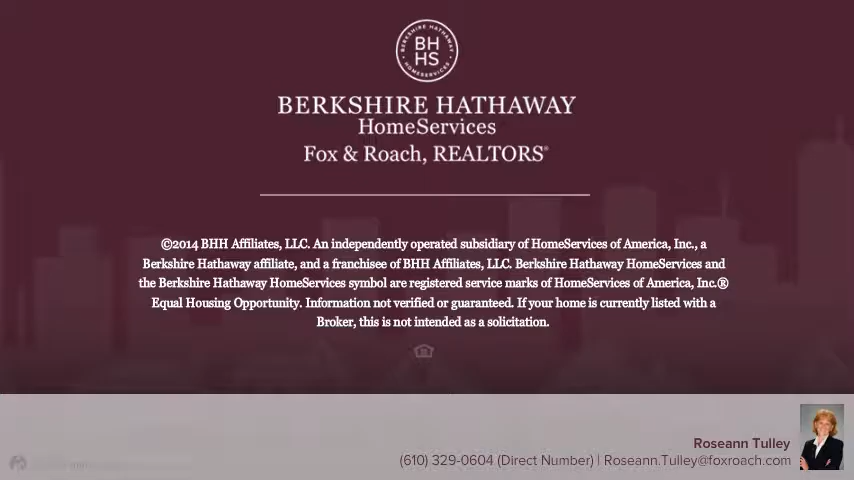 BERKSHIRE HATHAWAY
HOMESERVICES
BH
HS
BERKSHIRE HATHAWAY
HomeServices
Fox & Roach, REALTORS®
©2014 BHH Affiliates, LLC. An independently operated subsidiary of HomeServices of America, Inc., a
Berkshire Hathaway affiliate, and a franchisee of BHH Affiliates, LLC. Berkshire Hathaway HomeServices and
the Berkshire Hathaway HomeServices symbol are registered service marks of HomeServices of America, Inc.®
Equal Housing Opportunity. Information not verified or guaranteed. If your home is currently listed with a
Broker, this is not intended as a solicitation.
Roseann Tulley
(610) 329-0604 (Direct Number) | Roseann.Tulley@foxroach.com